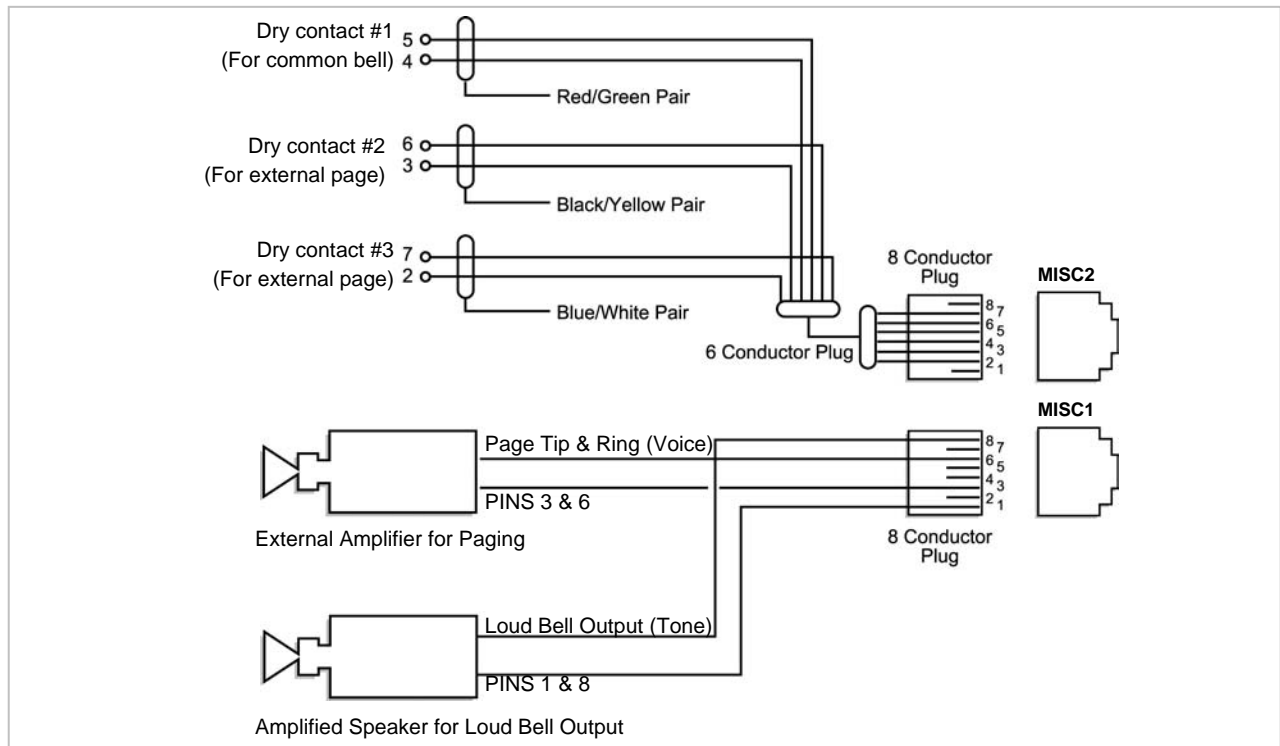 Dry contact #1
(For common bell)
5
4
Red/Green Pair
Dry contact #2
(For external page)
6
3
Black/Yellow Pair
Dry contact #3
(For external page)
7
2
Blue/White Pair
6 Conductor Plug
8 Conductor
Plug
8
7
6
5
4
3
2
1
MISC2
MISC1
Page Tip & Ring (Voice)
PINS 3 & 6
External Amplifier for Paging
8
7
6
5
4
3
2
1
8 Conductor
Plug
Loud Bell Output (Tone)
PINS 1 & 8
Amplified Speaker for Loud Bell Output